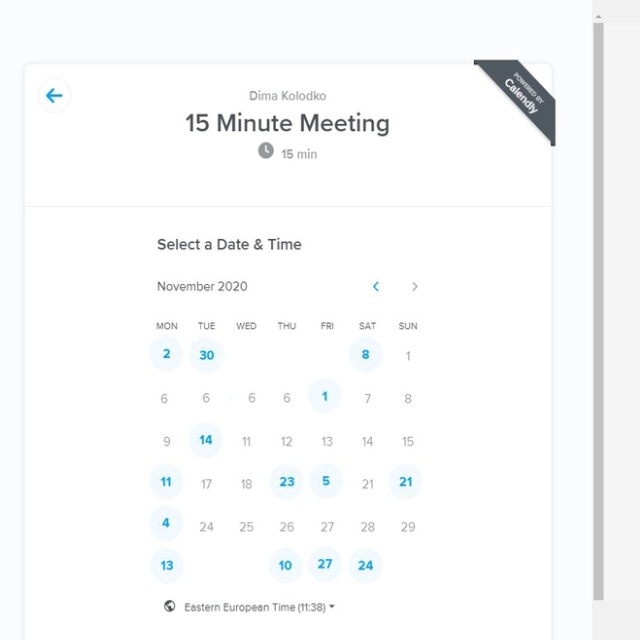 POWERED BY
Calendly
Dima Kolodko
15 Minute Meeting
15 min
Select a Date & Time
November 2020
MON TUE WED THU FRI SAT SUN
2 30 8 1
6 6 6 6 1 7 8
9 14 11 12 13 14 15
11 17 18 23 5 21 21
4 24 25 26 27 28 29
13 10 27 24
Eastern European Time (11:38)